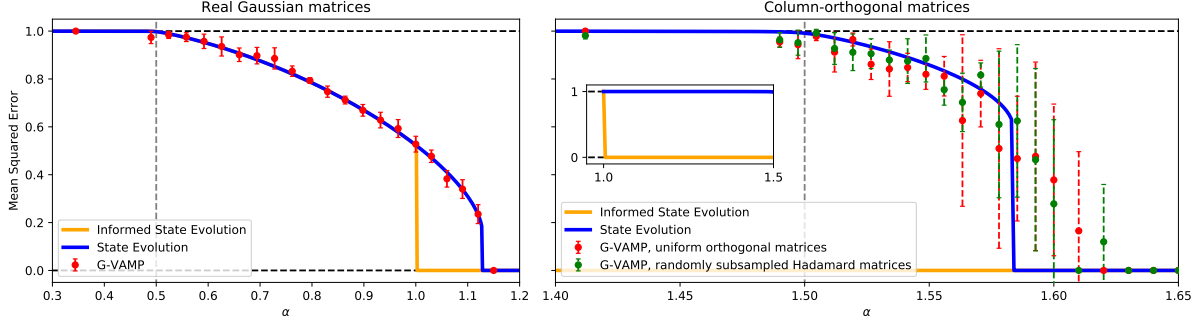 Real Gaussian matrices
Mean Squared Error
1.0
0.8
0.6
0.4
0.2
0.0
Informed State Evolution
State Evolution
G-VAMP
0.3 0.4 0.5 0.6 0.7 0.8 0.9 1.0 1.1 1.2
α
Column-orthogonal matrices
1
0
1.0 1.5
Informed State Evolution
State Evolution
G-VAMP, uniform orthogonal matrices
G-VAMP, randomly subsampled Hadamard matrices
1.40 1.45 1.50 1.55 1.60 1.65
α